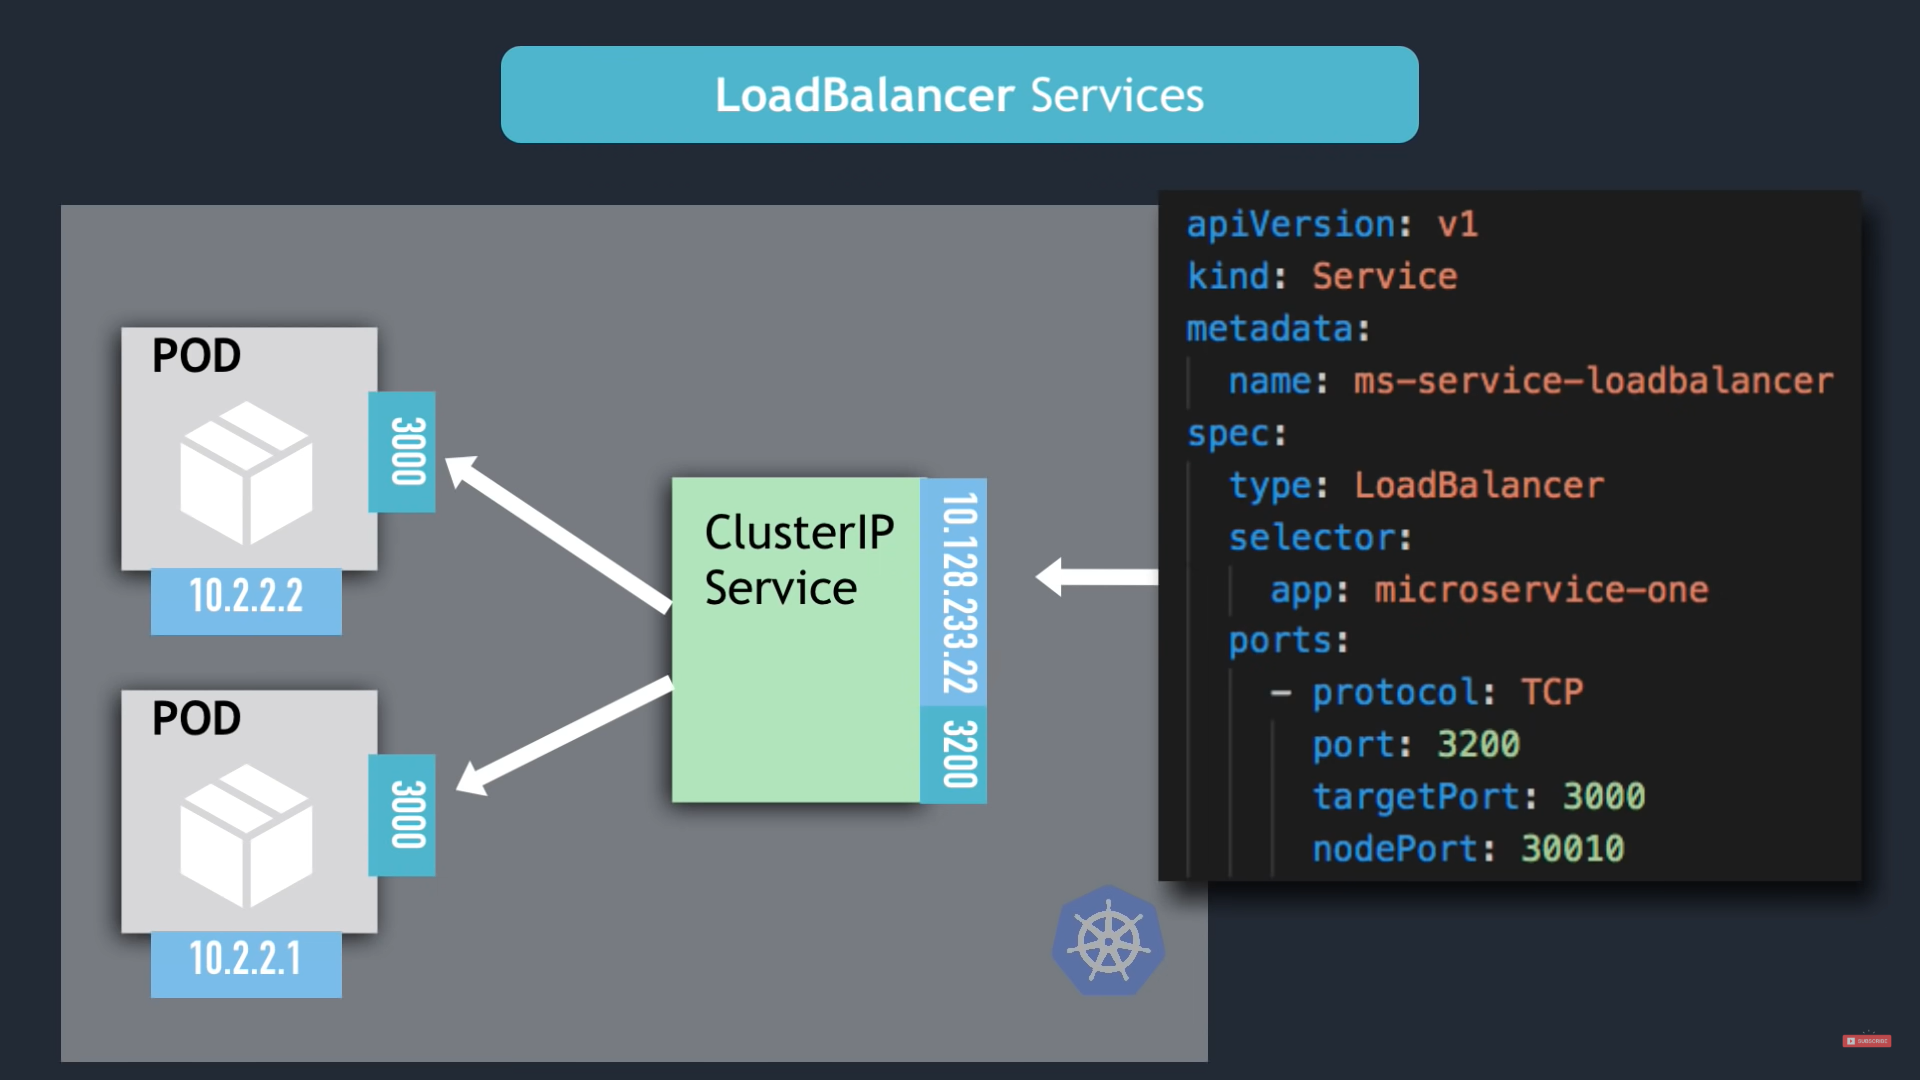 LoadBalancer Services
POD
3000
10.2.2.2
POD
3000
10.2.2.1
ClusterIP
Service
10.128.233.22
3200
apiVersion: v1
kind: Service
metadata:
name: ms-service-loadbalancer
spec:
type: LoadBalancer
selector:
app: microservice-one
ports:
- protocol: TCP
port: 3200
targetPort: 3000
nodePort: 30010
SUBSCRIBE